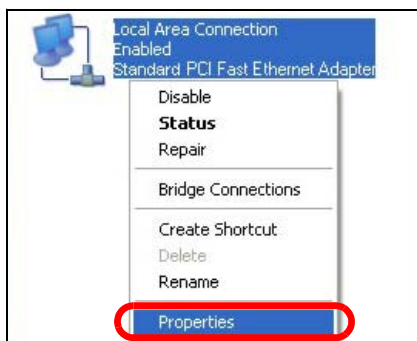 Local Area Connection
Enabled
Standard PCI Fast Ethernet Adapter
Disable
Status
Repair
Bridge Connections
Create Shortcut
Delete
Rename
Properties